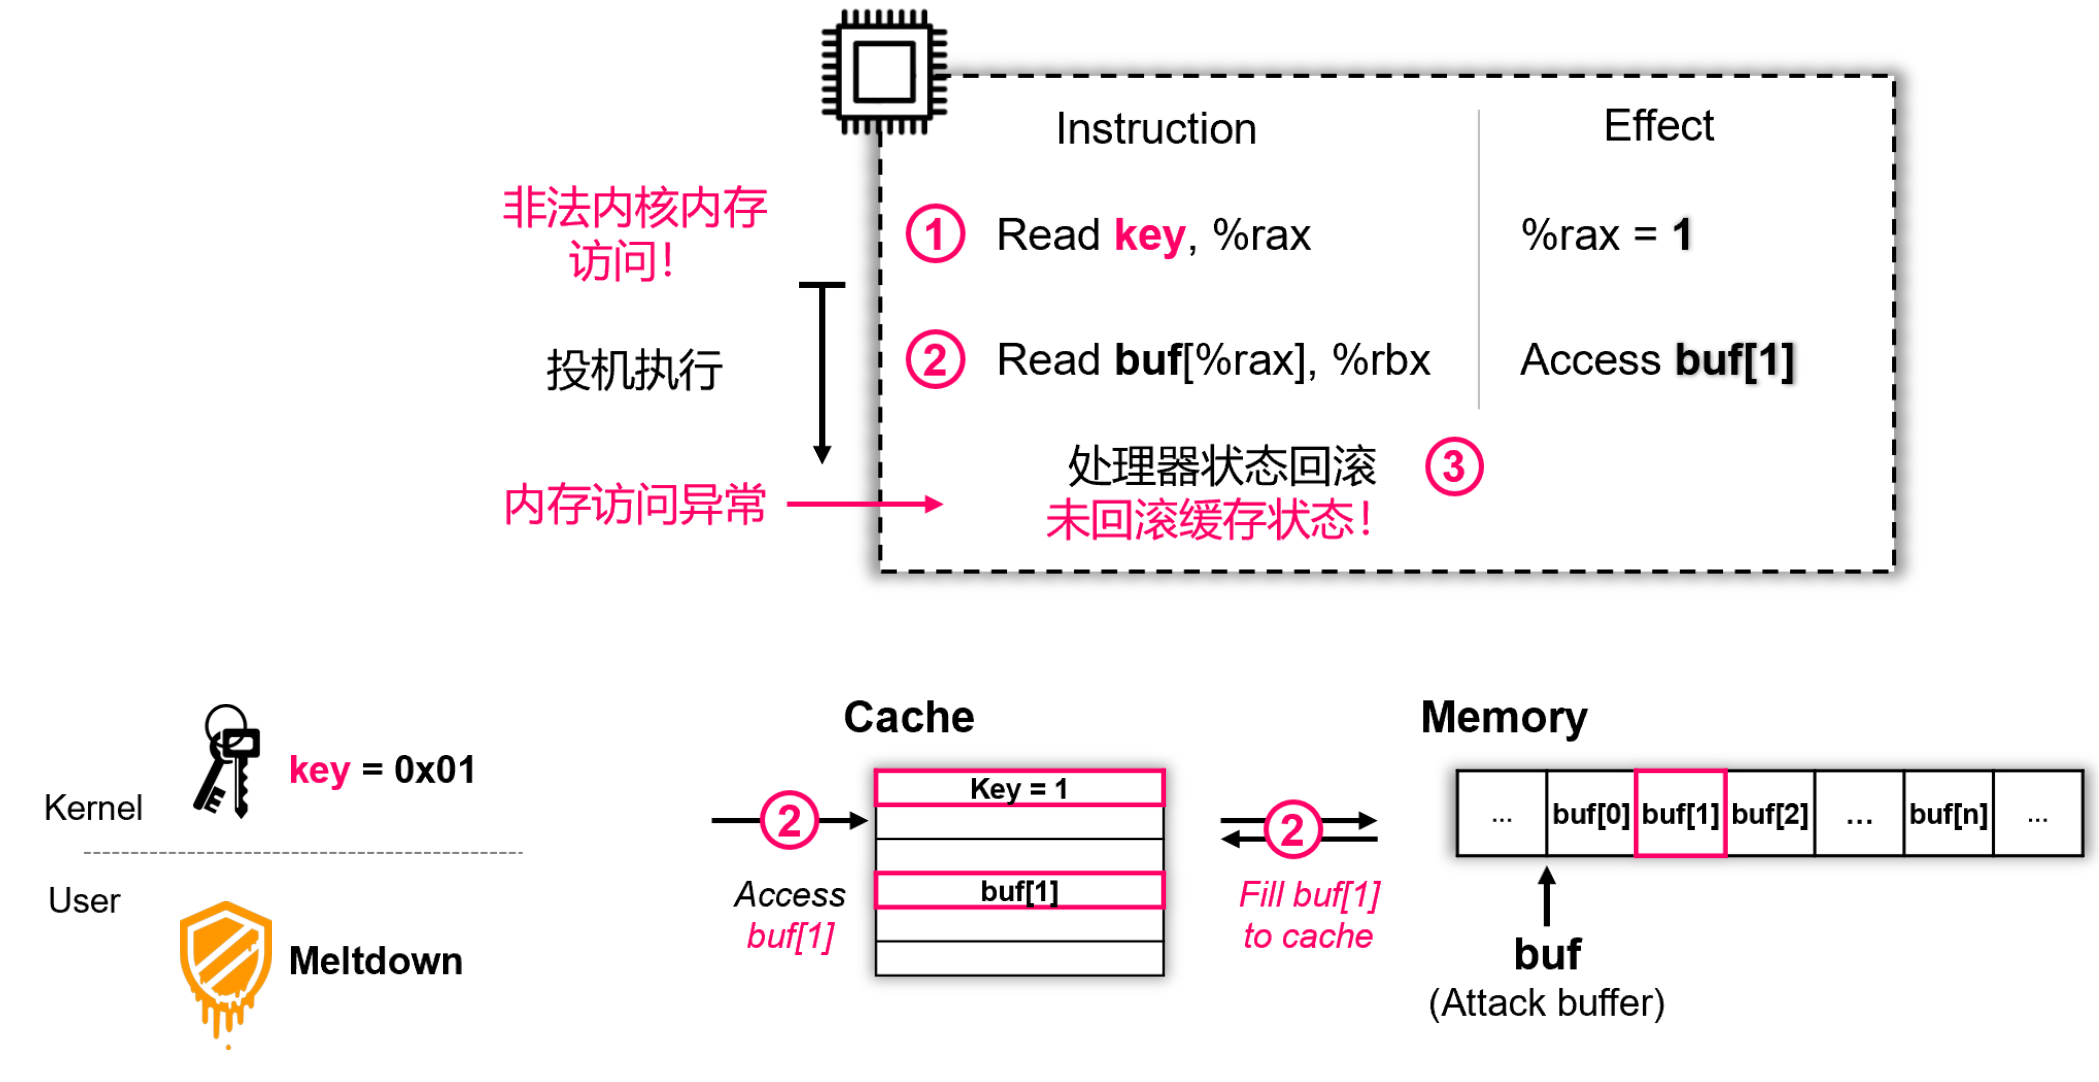 Instruction
Effect
非法内核内存
访问！
1
Read key, %rax
%rax = 1
投机执行
2
Read buf[%rax], %rbx
Access buf[1]
内存访问异常
处理器状态回滚
3
未回滚缓存状态！
Kernel
key = 0x01
User
Meltdown
Cache
2
Access
buf[1]
Key = 1
buf[1]
2
Fill buf[1]
to cache
Memory
...
buf[0]
buf[1]
buf[2]
...
buf[n]
...
buf
(Attack buffer)